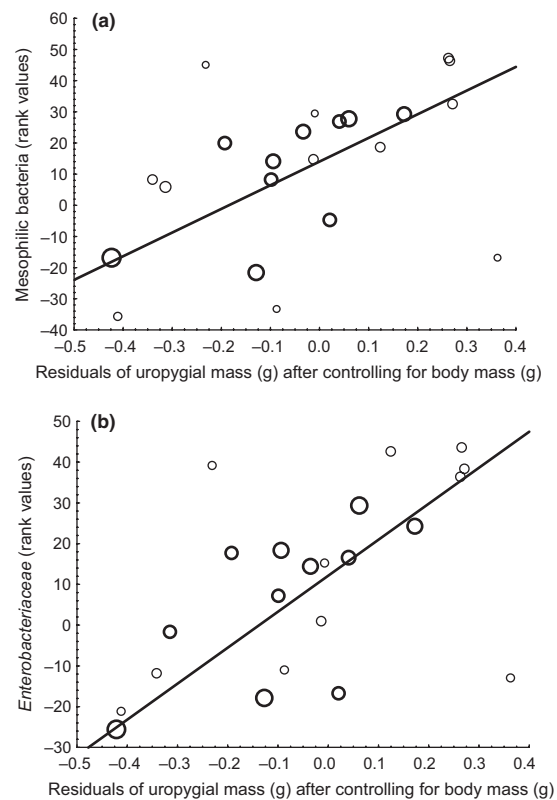 (a)
Mesophilic bacteria (rank values)
60
50
40
30
20
10
0
–10
–20
–30
–40
–0.5 –0.4 –0.3 –0.2 –0.1 0.0 0.1 0.2 0.3 0.4
Residuals of uropygial mass (g) after controlling for body mass (g)
(b)
Enterobacteriaceae (rank values)
50
40
30
20
10
0
–10
–20
–30
–0.5 –0.4 –0.3 –0.2 –0.1 0.0 0.1 0.2 0.3 0.4
Residuals of uropygial mass (g) after controlling for body mass (g)